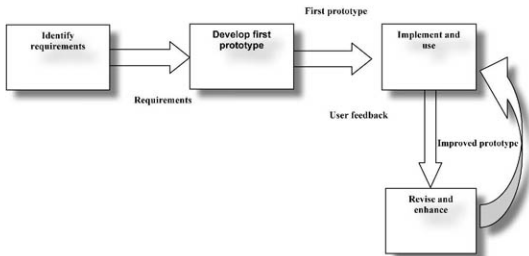 First prototype
Identify
requirements
Develop first
prototype
Implement and
use
Requirements
User feedback
Improved prototype
Revise and
enhance